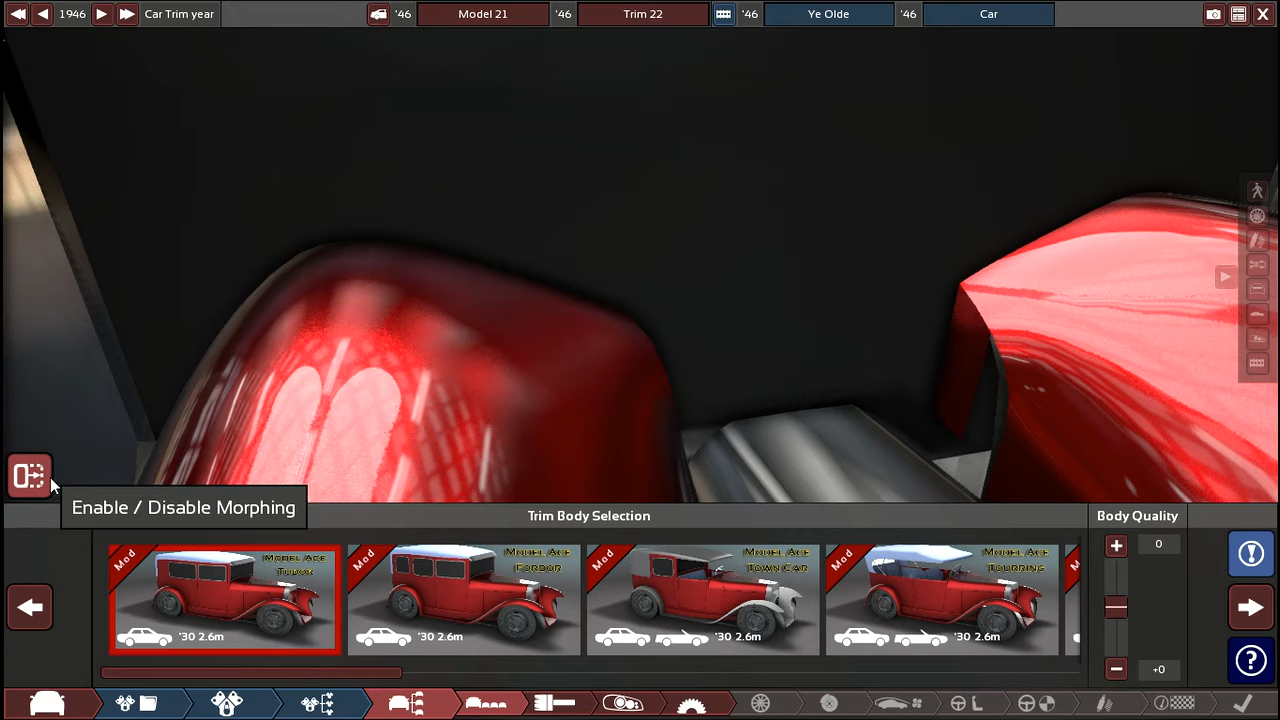 1946 Car Trim year '46 Model 21 '46 Trim 22 '46 Ye Olde '46 Car
Enable / Disable Morphing
Trim Body Selection
Body Quality
Mod MODEL ACE TUDOR '30 2.6m
Mod MODEL ACE FORDOR '30 2.6m
Mod MODEL ACE TOWN CAR '30 2.6m
Mod MODEL ACE TOURRING '30 2.6m
M
+ 0
- +0